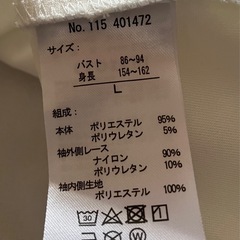 No. 115 401472
サイズ:
バスト 86~94
身長 154~162
L
組成:
本体 ポリエステル 95%
ポリウレタン 5%
袖外側レース
ナイロン 90%
ポリウレタン 10%
袖内側生地
ポリエステル 100%
30
W